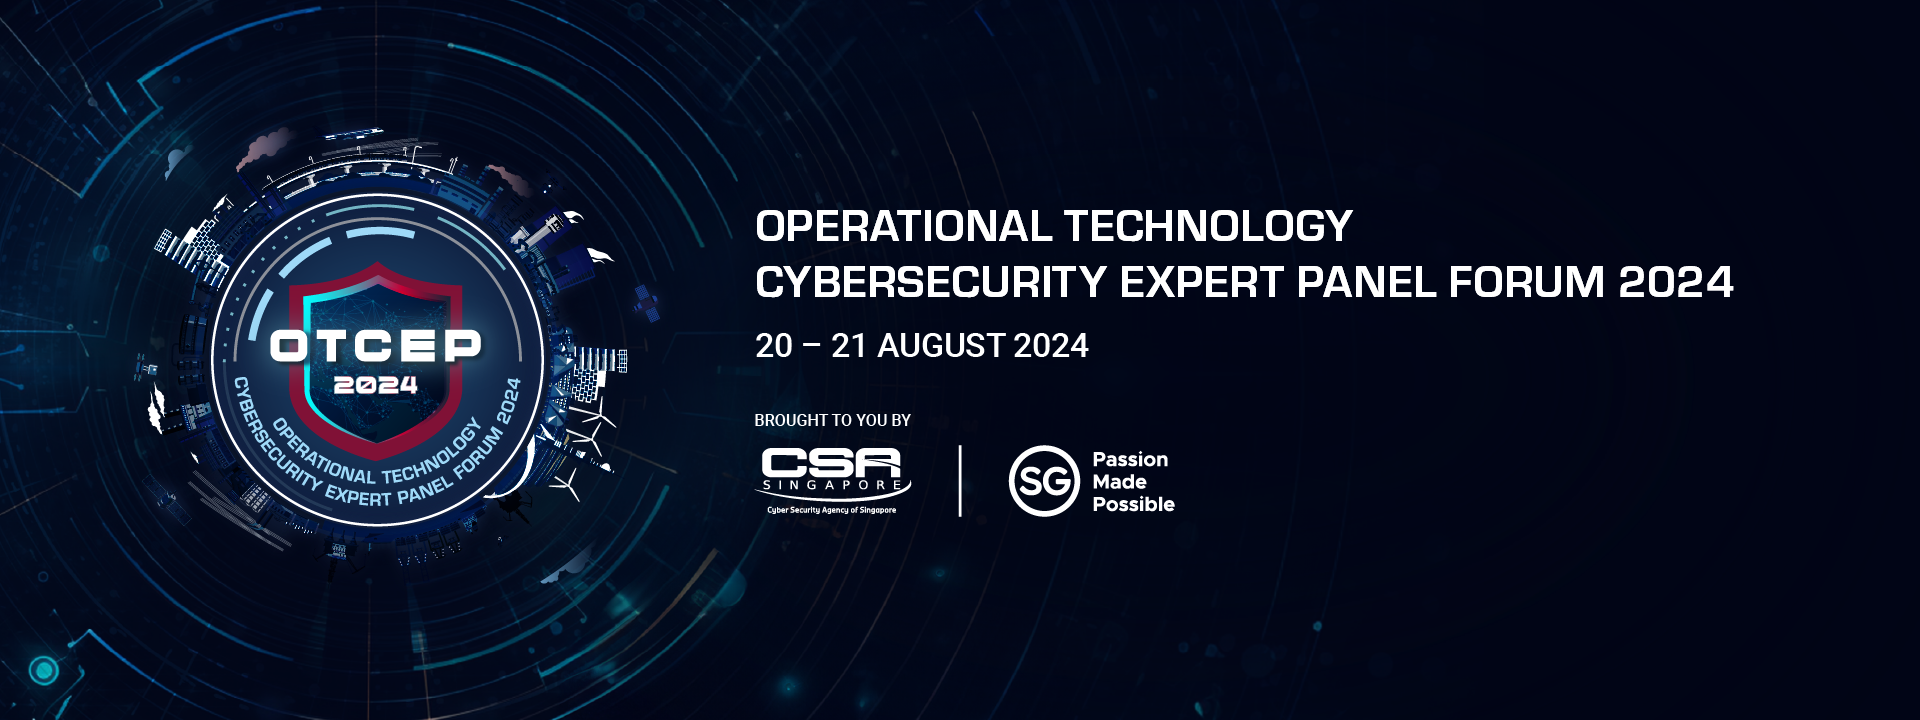 OTCEP
2024
OPERATIONAL TECHNOLOGY
CYBERSECURITY EXPERT PANEL FORUM 2024
OPERATIONAL TECHNOLOGY
CYBERSECURITY EXPERT PANEL FORUM 2024
20 – 21 AUGUST 2024
BROUGHT TO YOU BY
CSA
SINGAPORE
Cyber Security Agency of Singapore
SG
Passion
Made
Possible